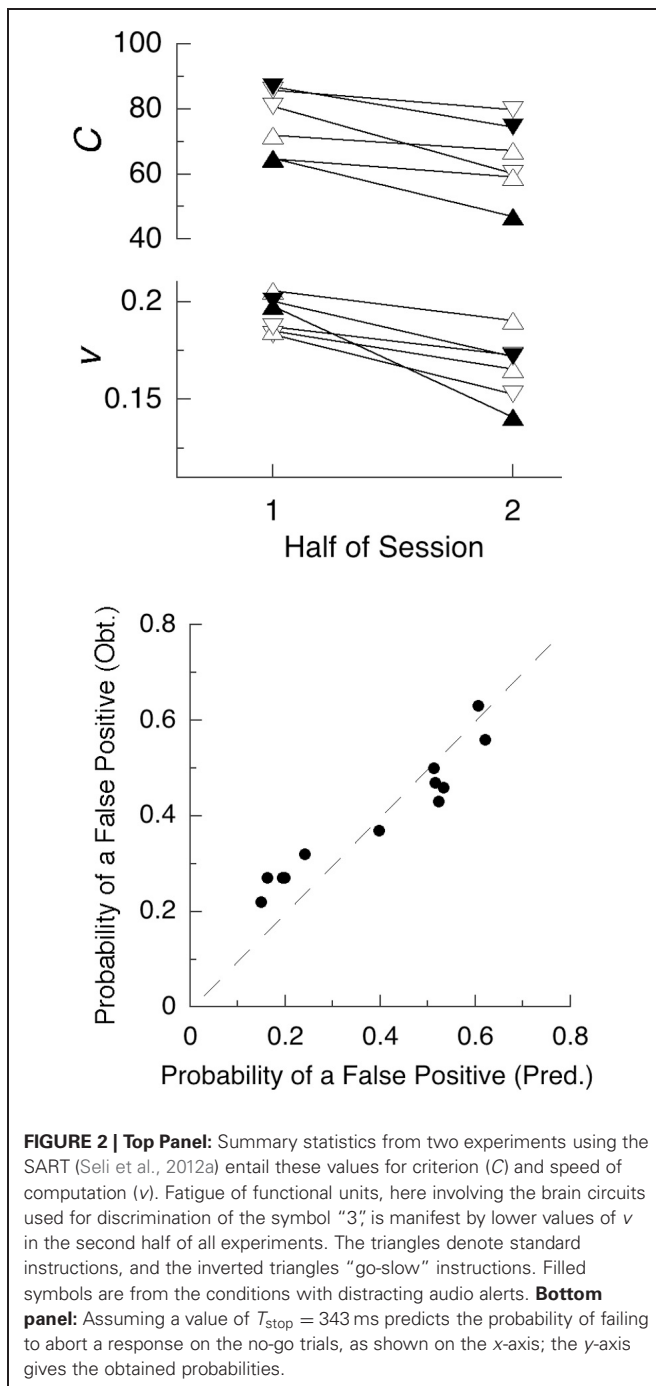 100
80
60
40
C
0.2
0.15
v
1
2
Half of Session
0.8
0.6
0.4
0.2
0
Probability of a False Positive (Obt.)
0
0.2
0.4
0.6
0.8
Probability of a False Positive (Pred.)
FIGURE 2 | Top Panel: Summary statistics from two experiments using the
SART (Seli et al., 2012a) entail these values for criterion (C) and speed of
computation (v). Fatigue of functional units, here involving the brain circuits
used for discrimination of the symbol “3”, is manifest by lower values of v
in the second half of all experiments. The triangles denote standard
instructions, and the inverted triangles “go-slow” instructions. Filled
symbols are from the conditions with distracting audio alerts. Bottom
panel: Assuming a value of Tstop = 343 ms predicts the probability of failing
to abort a response on the no-go trials, as shown on the x-axis; the y-axis
gives the obtained probabilities.